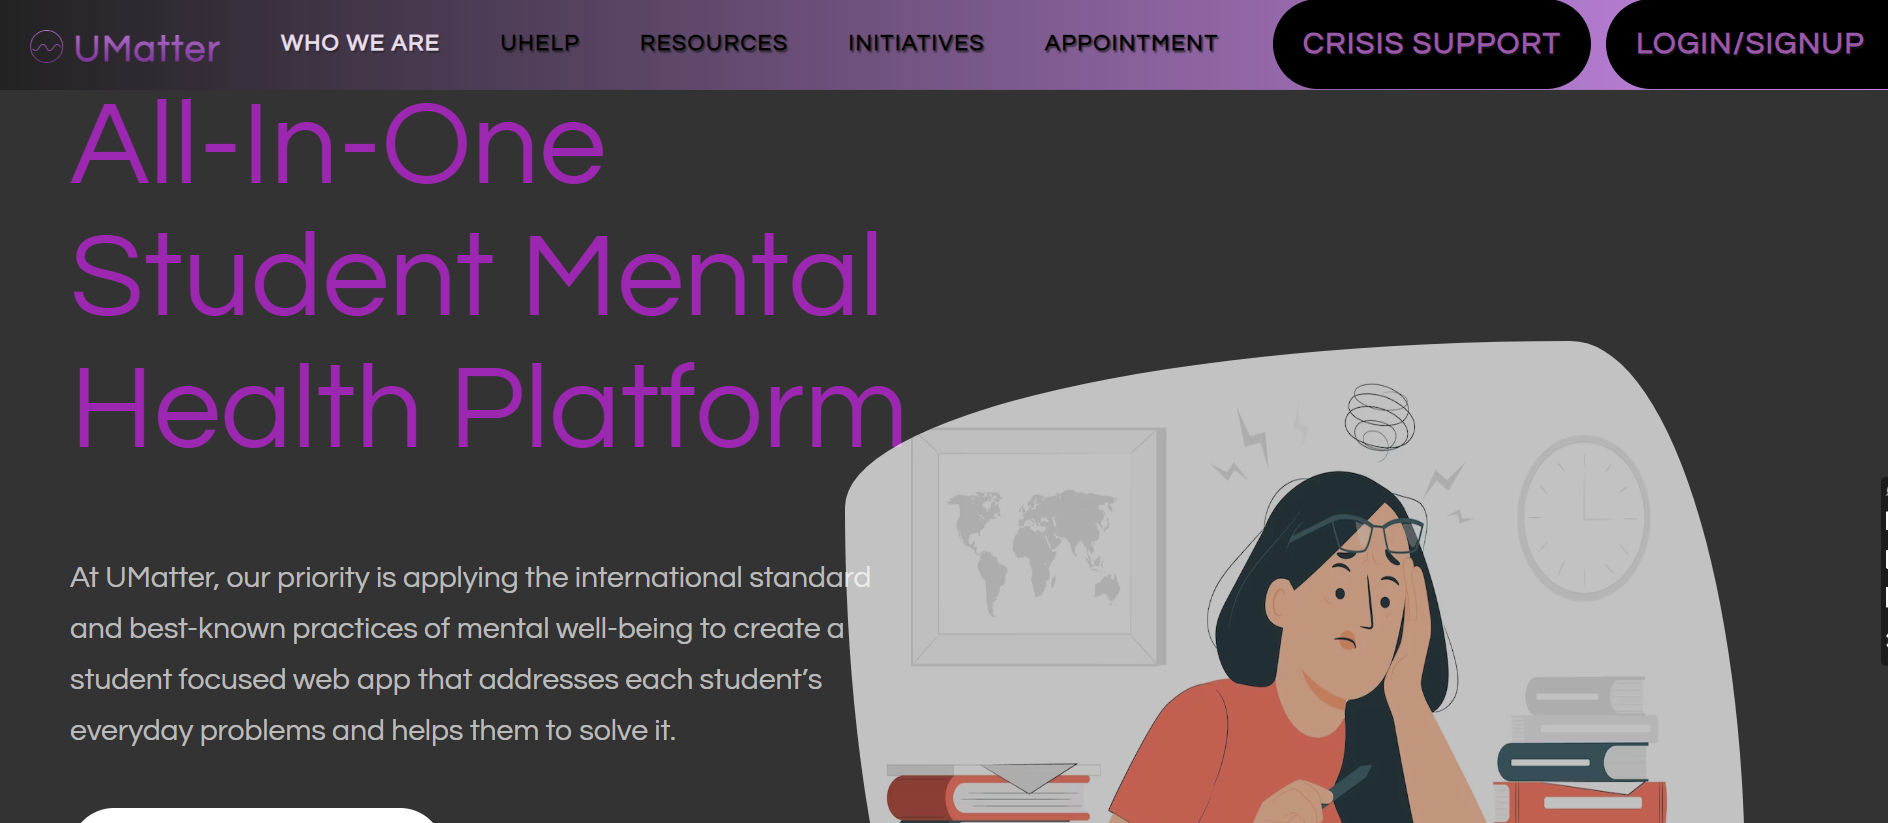 UMatter
WHO WE ARE
UHELP
RESOURCES
INITIATIVES
APPOINTMENT
CRISIS SUPPORT
LOGIN/SIGNUP
All-In-One
Student Mental
Health Platform
At UMatter, our priority is applying the international standard
and best-known practices of mental well-being to create a
student focused web app that addresses each student’s
everyday problems and helps them to solve it.